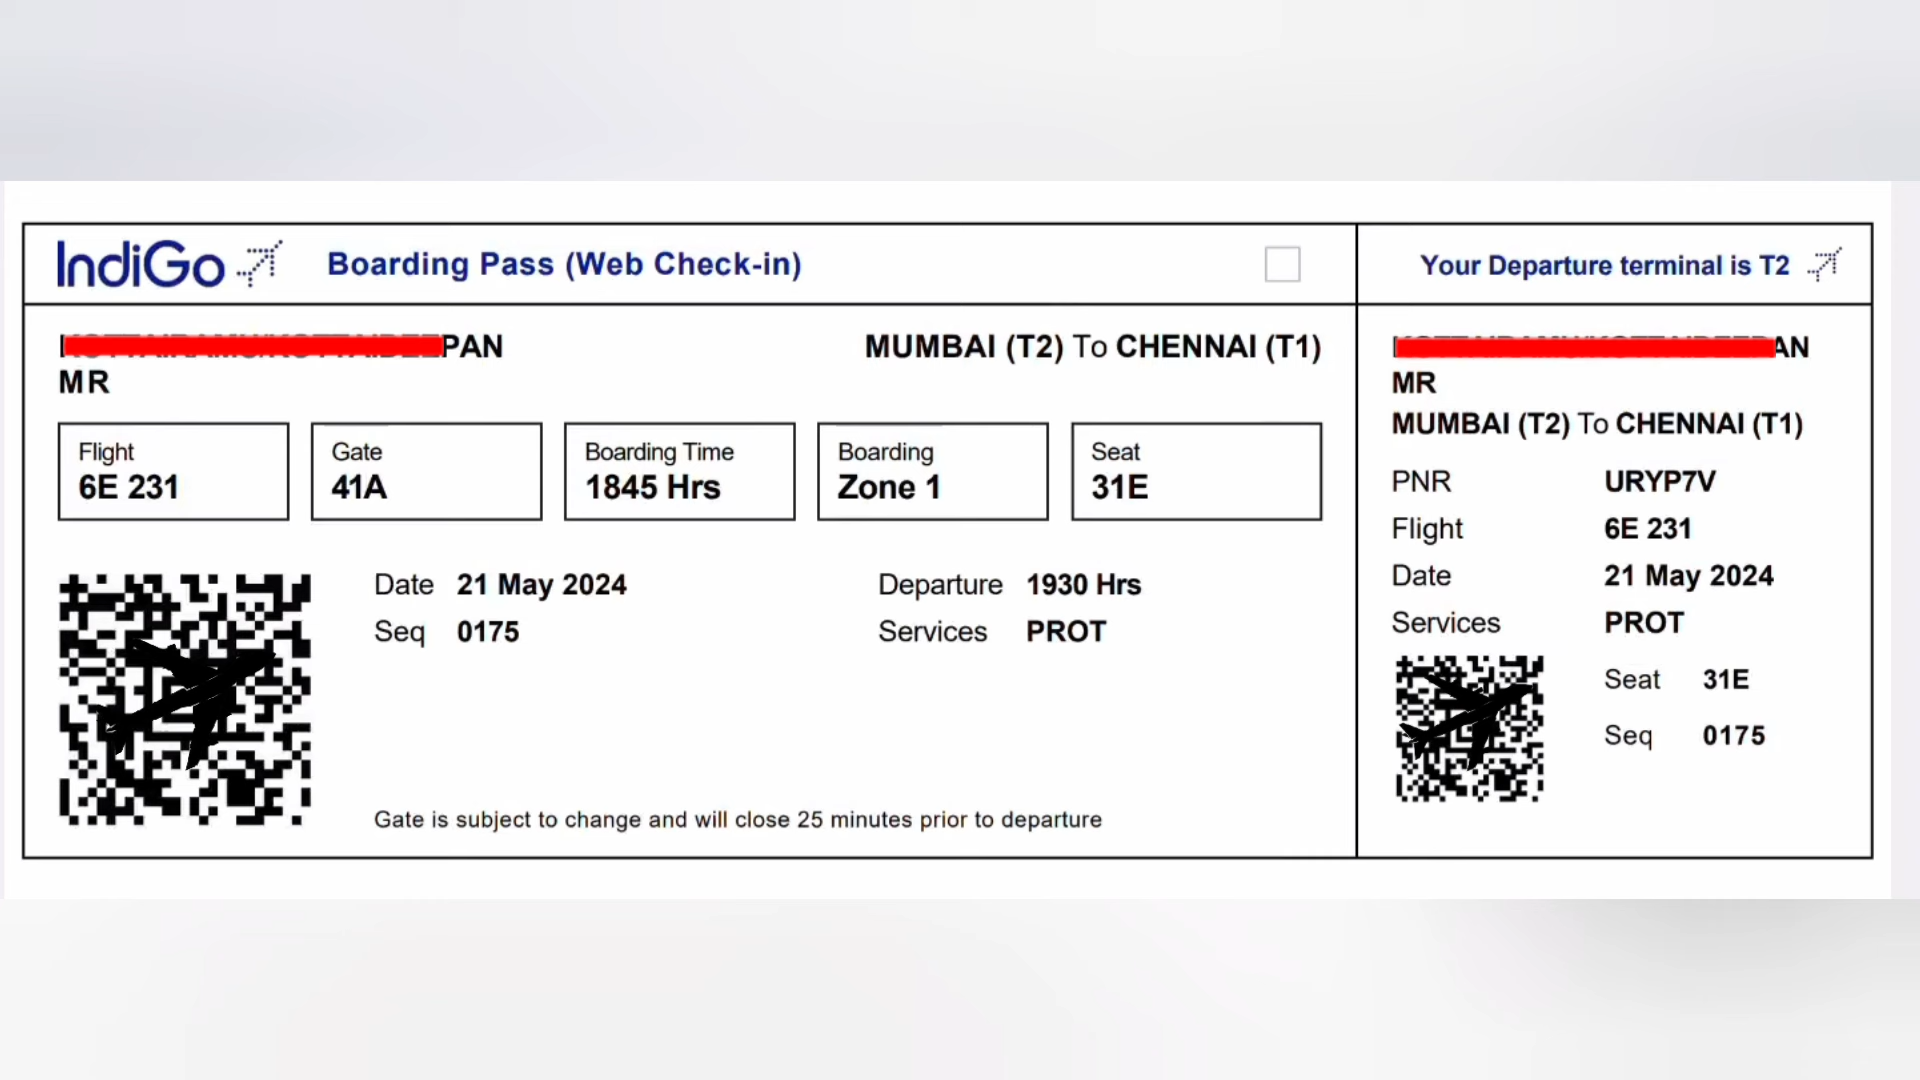 IndiGo Boarding Pass (Web Check-in)
PAN
MR
MUMBAI (T2) To CHENNAI (T1)
Flight
6E 231
Gate
41A
Boarding Time
1845 Hrs
Boarding
Zone 1
Seat
31E
Date 21 May 2024
Seq 0175
Departure 1930 Hrs
Services PROT
Gate is subject to change and will close 25 minutes prior to departure
Your Departure terminal is T2
AN
MR
MUMBAI (T2) To CHENNAI (T1)
PNR URYP7V
Flight 6E 231
Date 21 May 2024
Services PROT
Seat 31E
Seq 0175